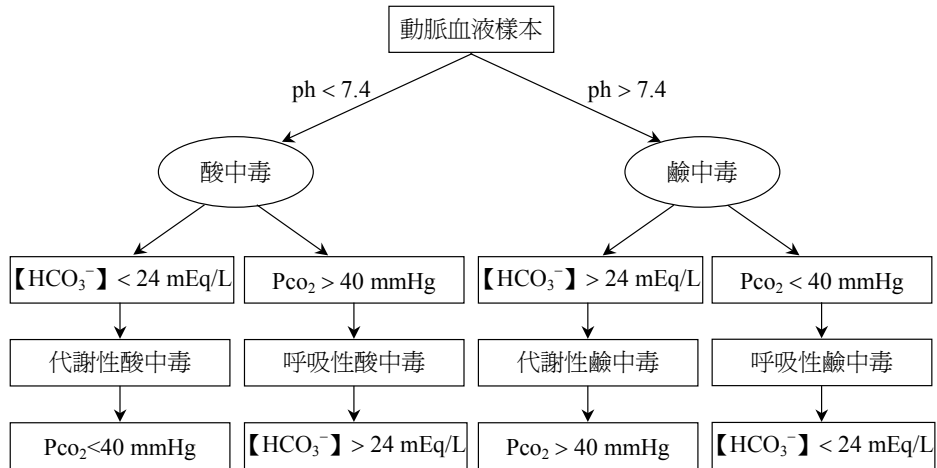 動脈血液樣本
ph < 7.4
ph > 7.4
酸中毒
鹼中毒
【HCO₃⁻】< 24 mEq/L
Pco₂ > 40 mmHg
【HCO₃⁻】> 24 mEq/L
Pco₂ < 40 mmHg
代謝性酸中毒
呼吸性酸中毒
代謝性鹼中毒
呼吸性鹼中毒
Pco₂<40 mmHg
【HCO₃⁻】> 24 mEq/L
Pco₂ > 40 mmHg
【HCO₃⁻】< 24 mEq/L